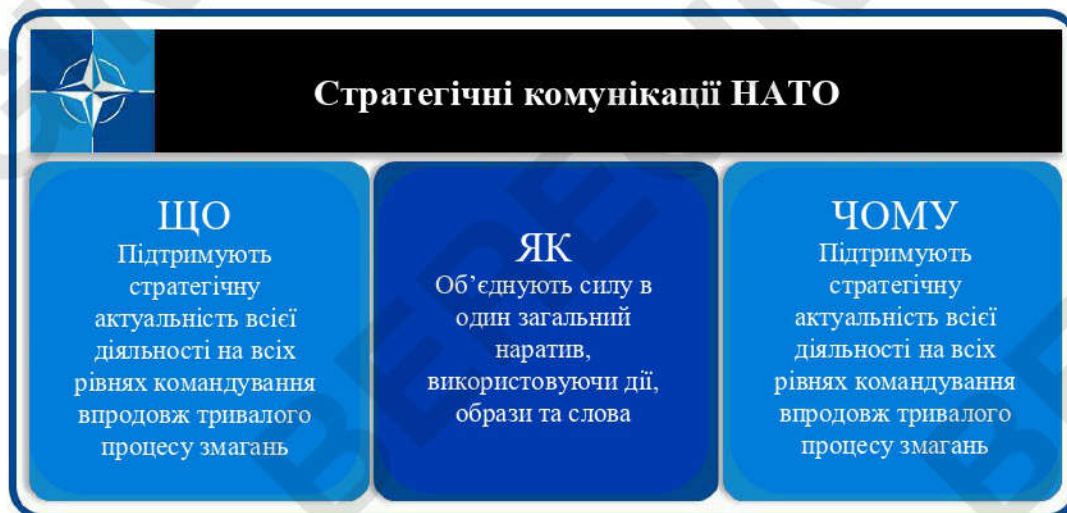 Стратегічні комунікації НАТО
ЩО
Підтримують
стратегічну
актуальність всієї
діяльності на всіх
рівнях командування
впродовж тривалого
процесу змагань
ЯК
Об’єднують силу в
один загальний
наратив,
використовуючи дії,
образи та слова
ЧОМУ
Підтримують
стратегічну
актуальність всієї
діяльності на всіх
рівнях командування
впродовж тривалого
процесу змагань